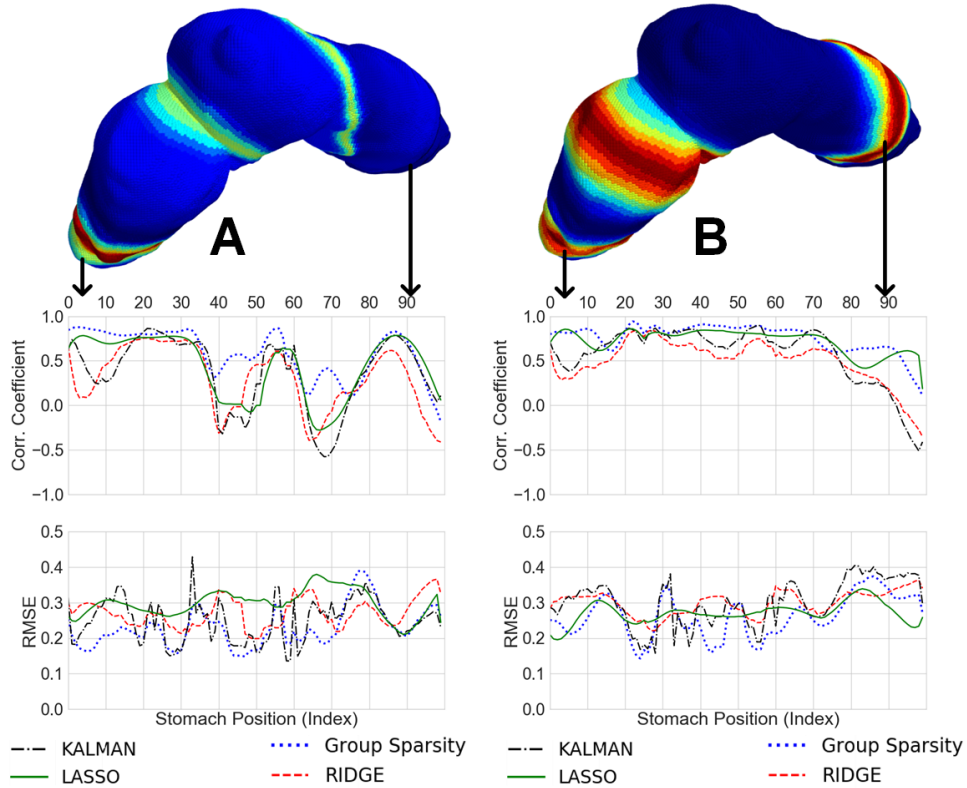 A
B
0 10 20 30 40 50 60 70 80 90
0 10 20 30 40 50 60 70 80 90
1.0
0.5
0.0
−0.5
−1.0
Corr. Coefficient
1.0
0.5
0.0
−0.5
−1.0
Corr. Coefficient
0.5
0.4
0.3
0.2
0.1
0.0
RMSE
0.5
0.4
0.3
0.2
0.1
0.0
RMSE
Stomach Position (Index)
Stomach Position (Index)
KALMAN
Group Sparsity
LASSO
RIDGE
KALMAN
Group Sparsity
LASSO
RIDGE